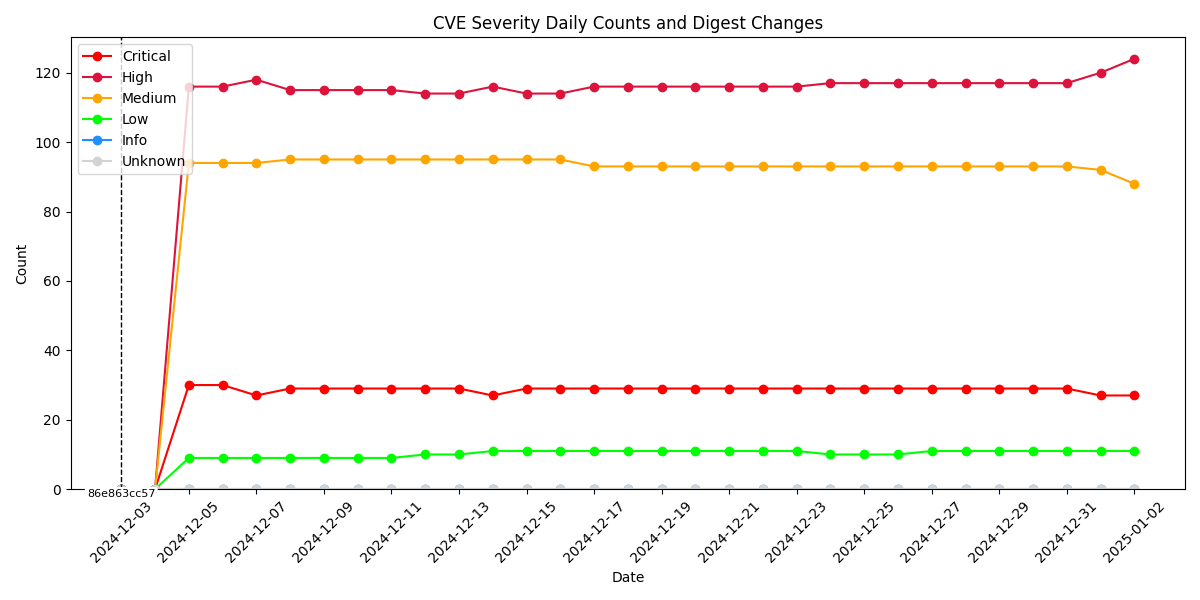 CVE Severity Daily Counts and Digest Changes
Critical
High
Medium
Low
Info
Unknown
Count
120
100
80
60
40
20
0
86e863cc57
2024-12-03
2024-12-05
2024-12-07
2024-12-09
2024-12-11
2024-12-13
2024-12-15
2024-12-17
2024-12-19
2024-12-21
2024-12-23
2024-12-25
2024-12-27
2024-12-29
2024-12-31
2025-01-02
Date